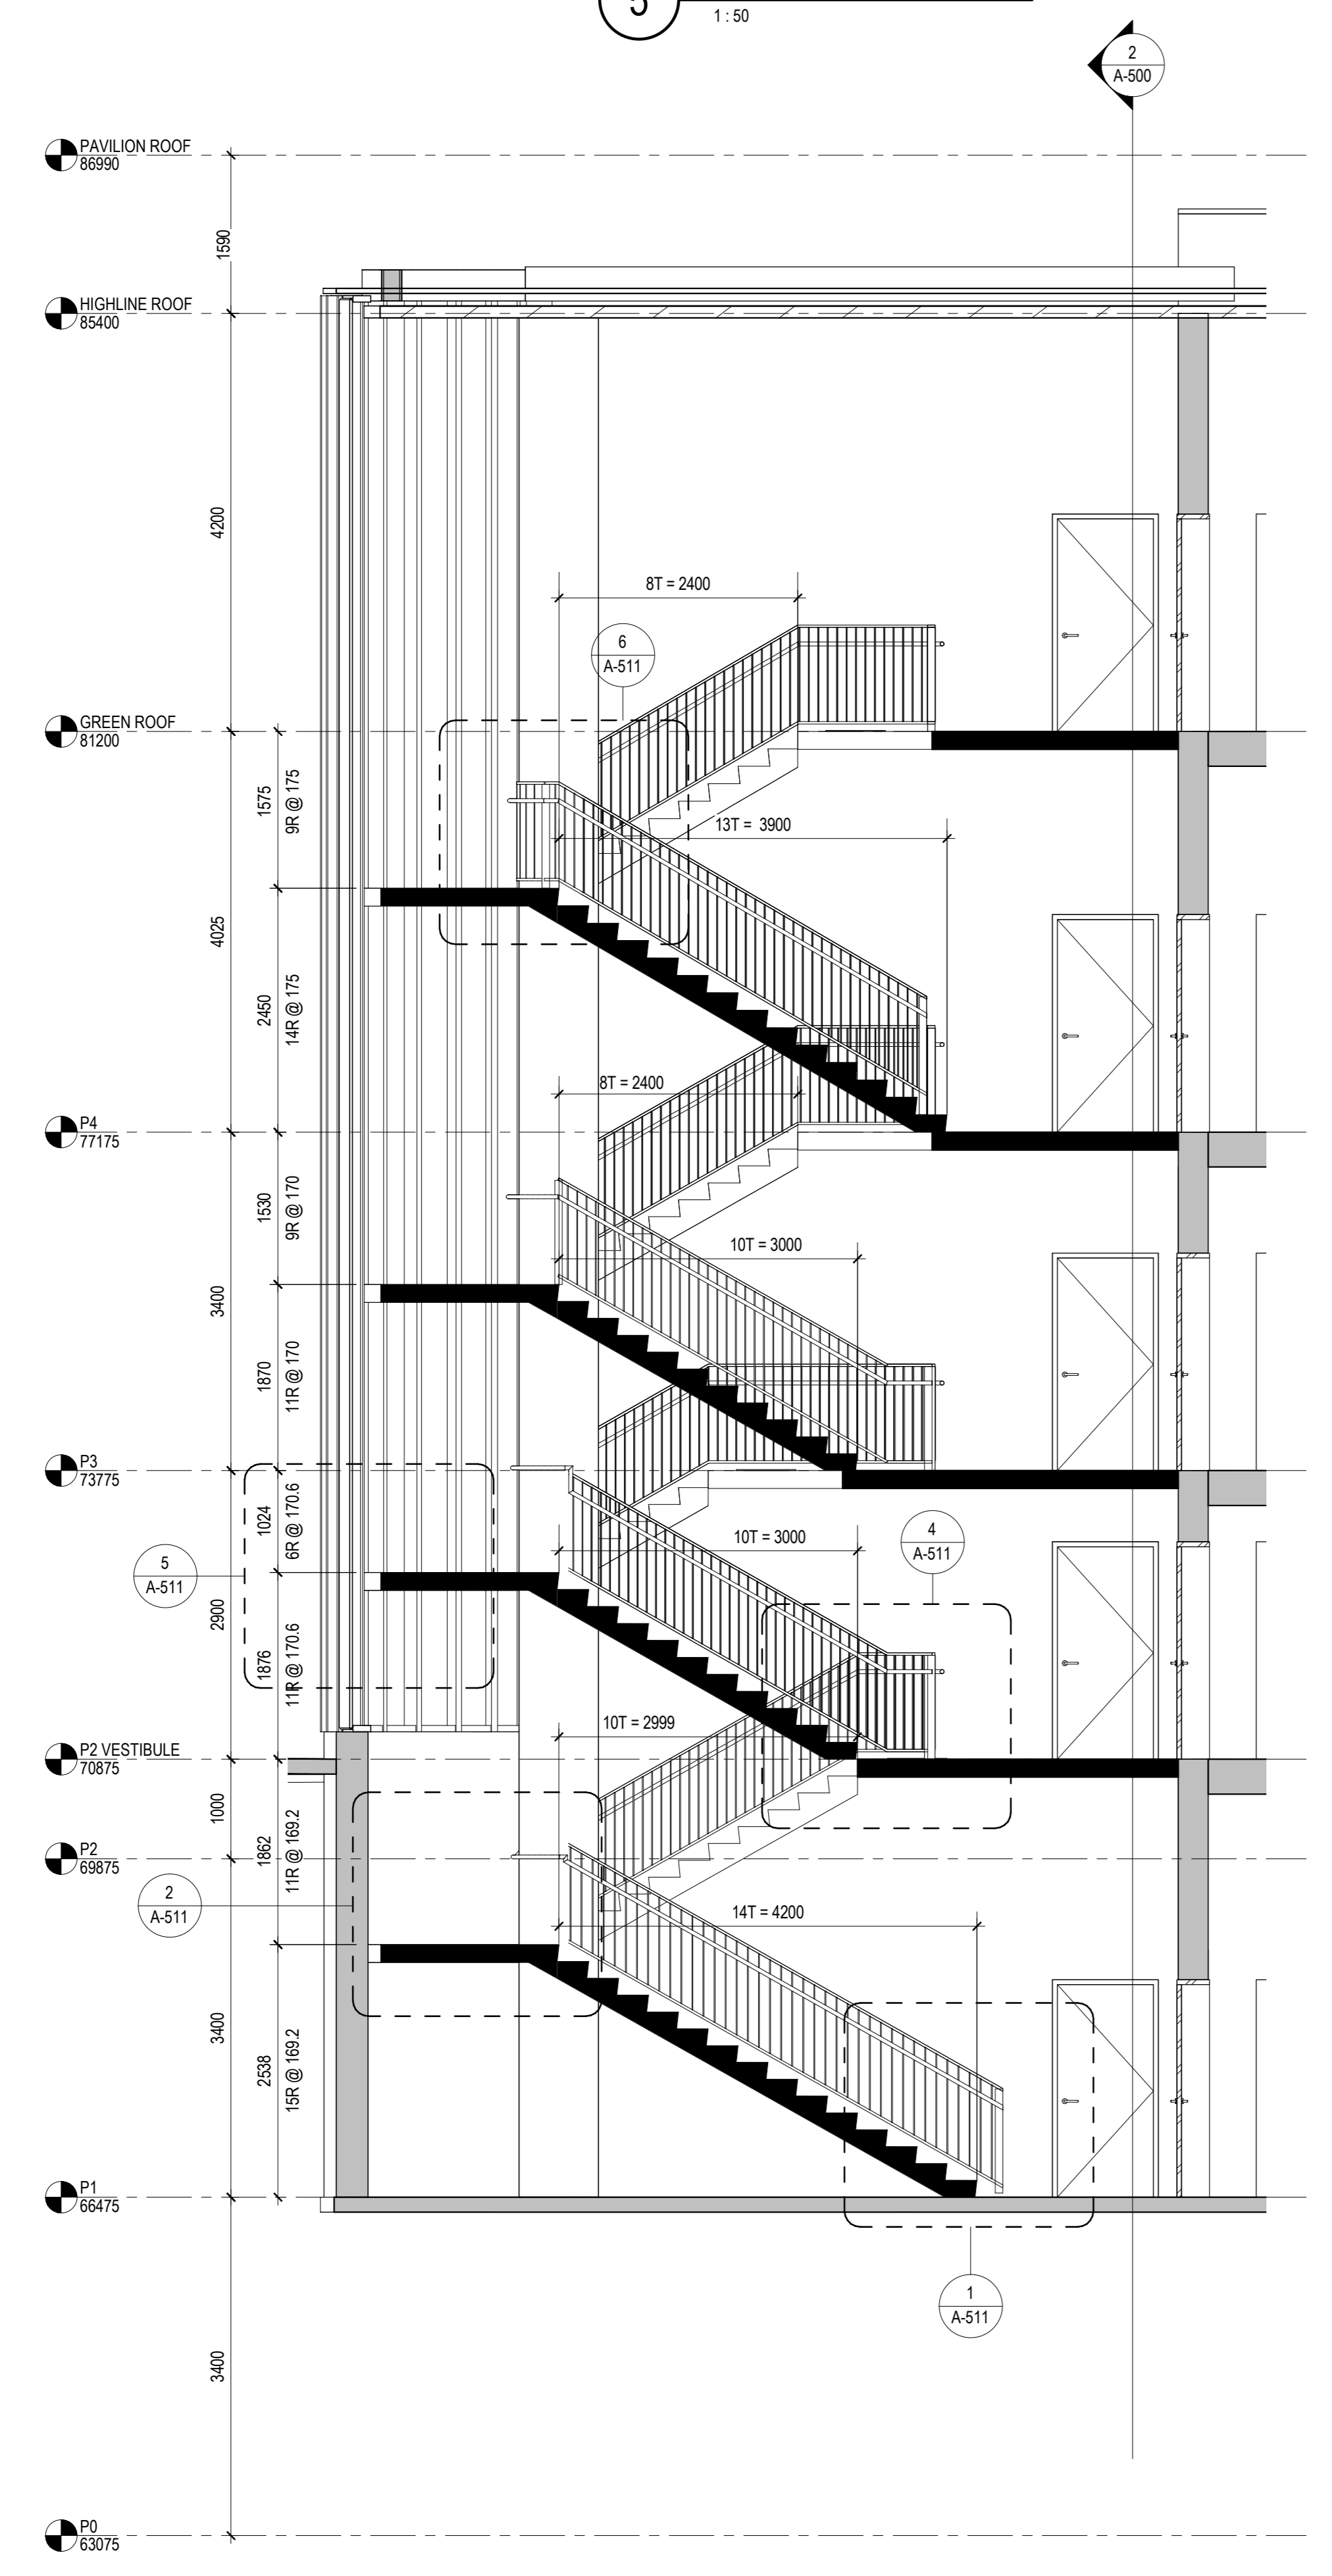 5
1 : 50
2
A-500
PAVILION ROOF
86990
1590
HIGHLINE ROOF
85400
4200
8T = 2400
6
A-511
GREEN ROOF
81200
1575
9R @ 175
13T = 3900
4025
2450
14R @ 175
8T = 2400
P4
77175
1530
9R @ 170
10T = 3000
3400
1870
11R @ 170
P3
73775
1024
6R @ 170.6
10T = 3000
4
A-511
5
A-511
2900
1876
11R @ 170.6
10T = 2999
P2 VESTIBULE
70875
1000
1862
11R @ 169.2
P2
69875
2
A-511
14T = 4200
3400
2538
15R @ 169.2
P1
66475
1
A-511
3400
P0
63075